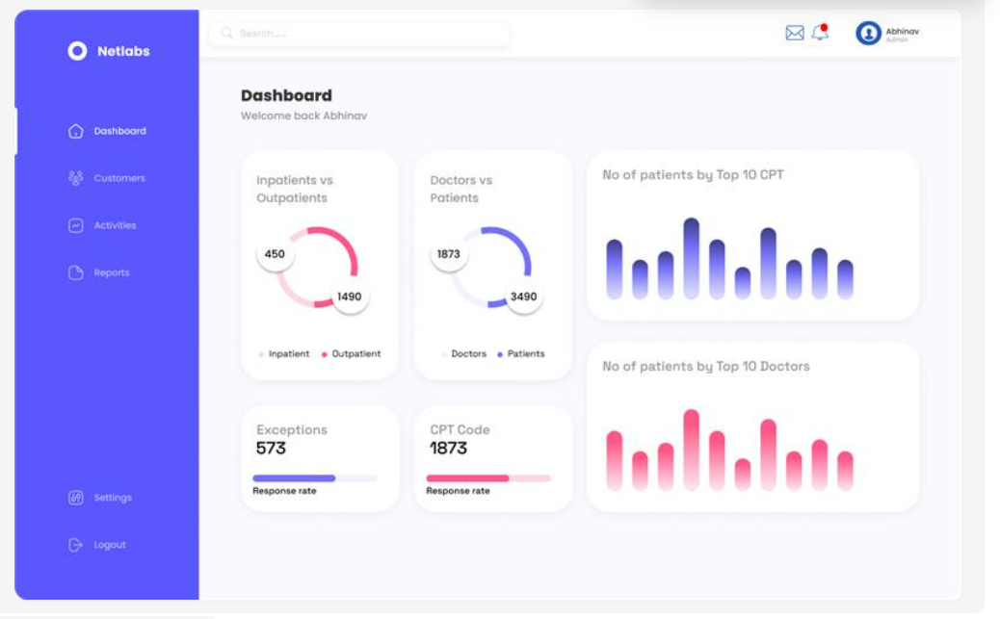 Netlabs
Search.....
Abhinav
Admin
Dashboard
Customers
Activities
Reports
Settings
Logout
Dashboard
Welcome back Abhinav
Inpatients vs
Outpatients
450
1490
Inpatient
Outpatient
Doctors vs
Patients
1873
3490
Doctors
Patients
No of patients by Top 10 CPT
No of patients by Top 10 Doctors
Exceptions
573
Response rate
CPT Code
1873
Response rate